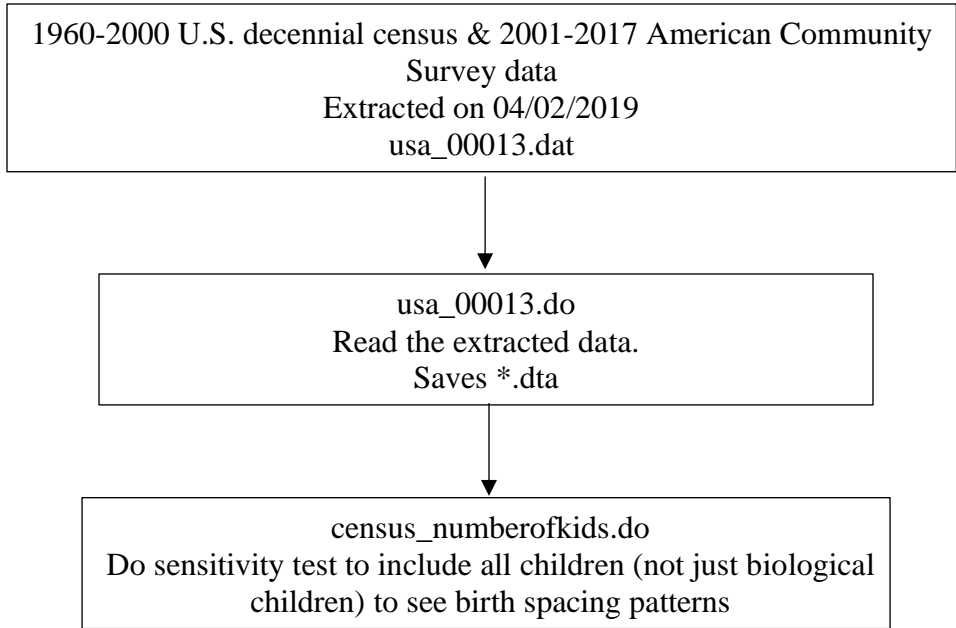 1960-2000 U.S. decennial census & 2001-2017 American Community
Survey data
Extracted on 04/02/2019
usa_00013.dat
usa_00013.do
Read the extracted data.
Saves *.dta
census_numberofkids.do
Do sensitivity test to include all children (not just biological
children) to see birth spacing patterns